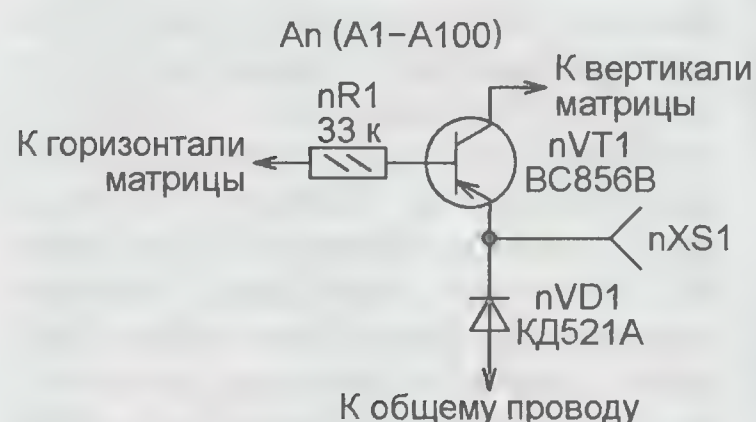 An (A1–A100)
К вертикали
матрицы
nR1
33 к
К горизонтали
матрицы
nVT1
BC856B
nXS1
nVD1
КД521А
К общему проводу